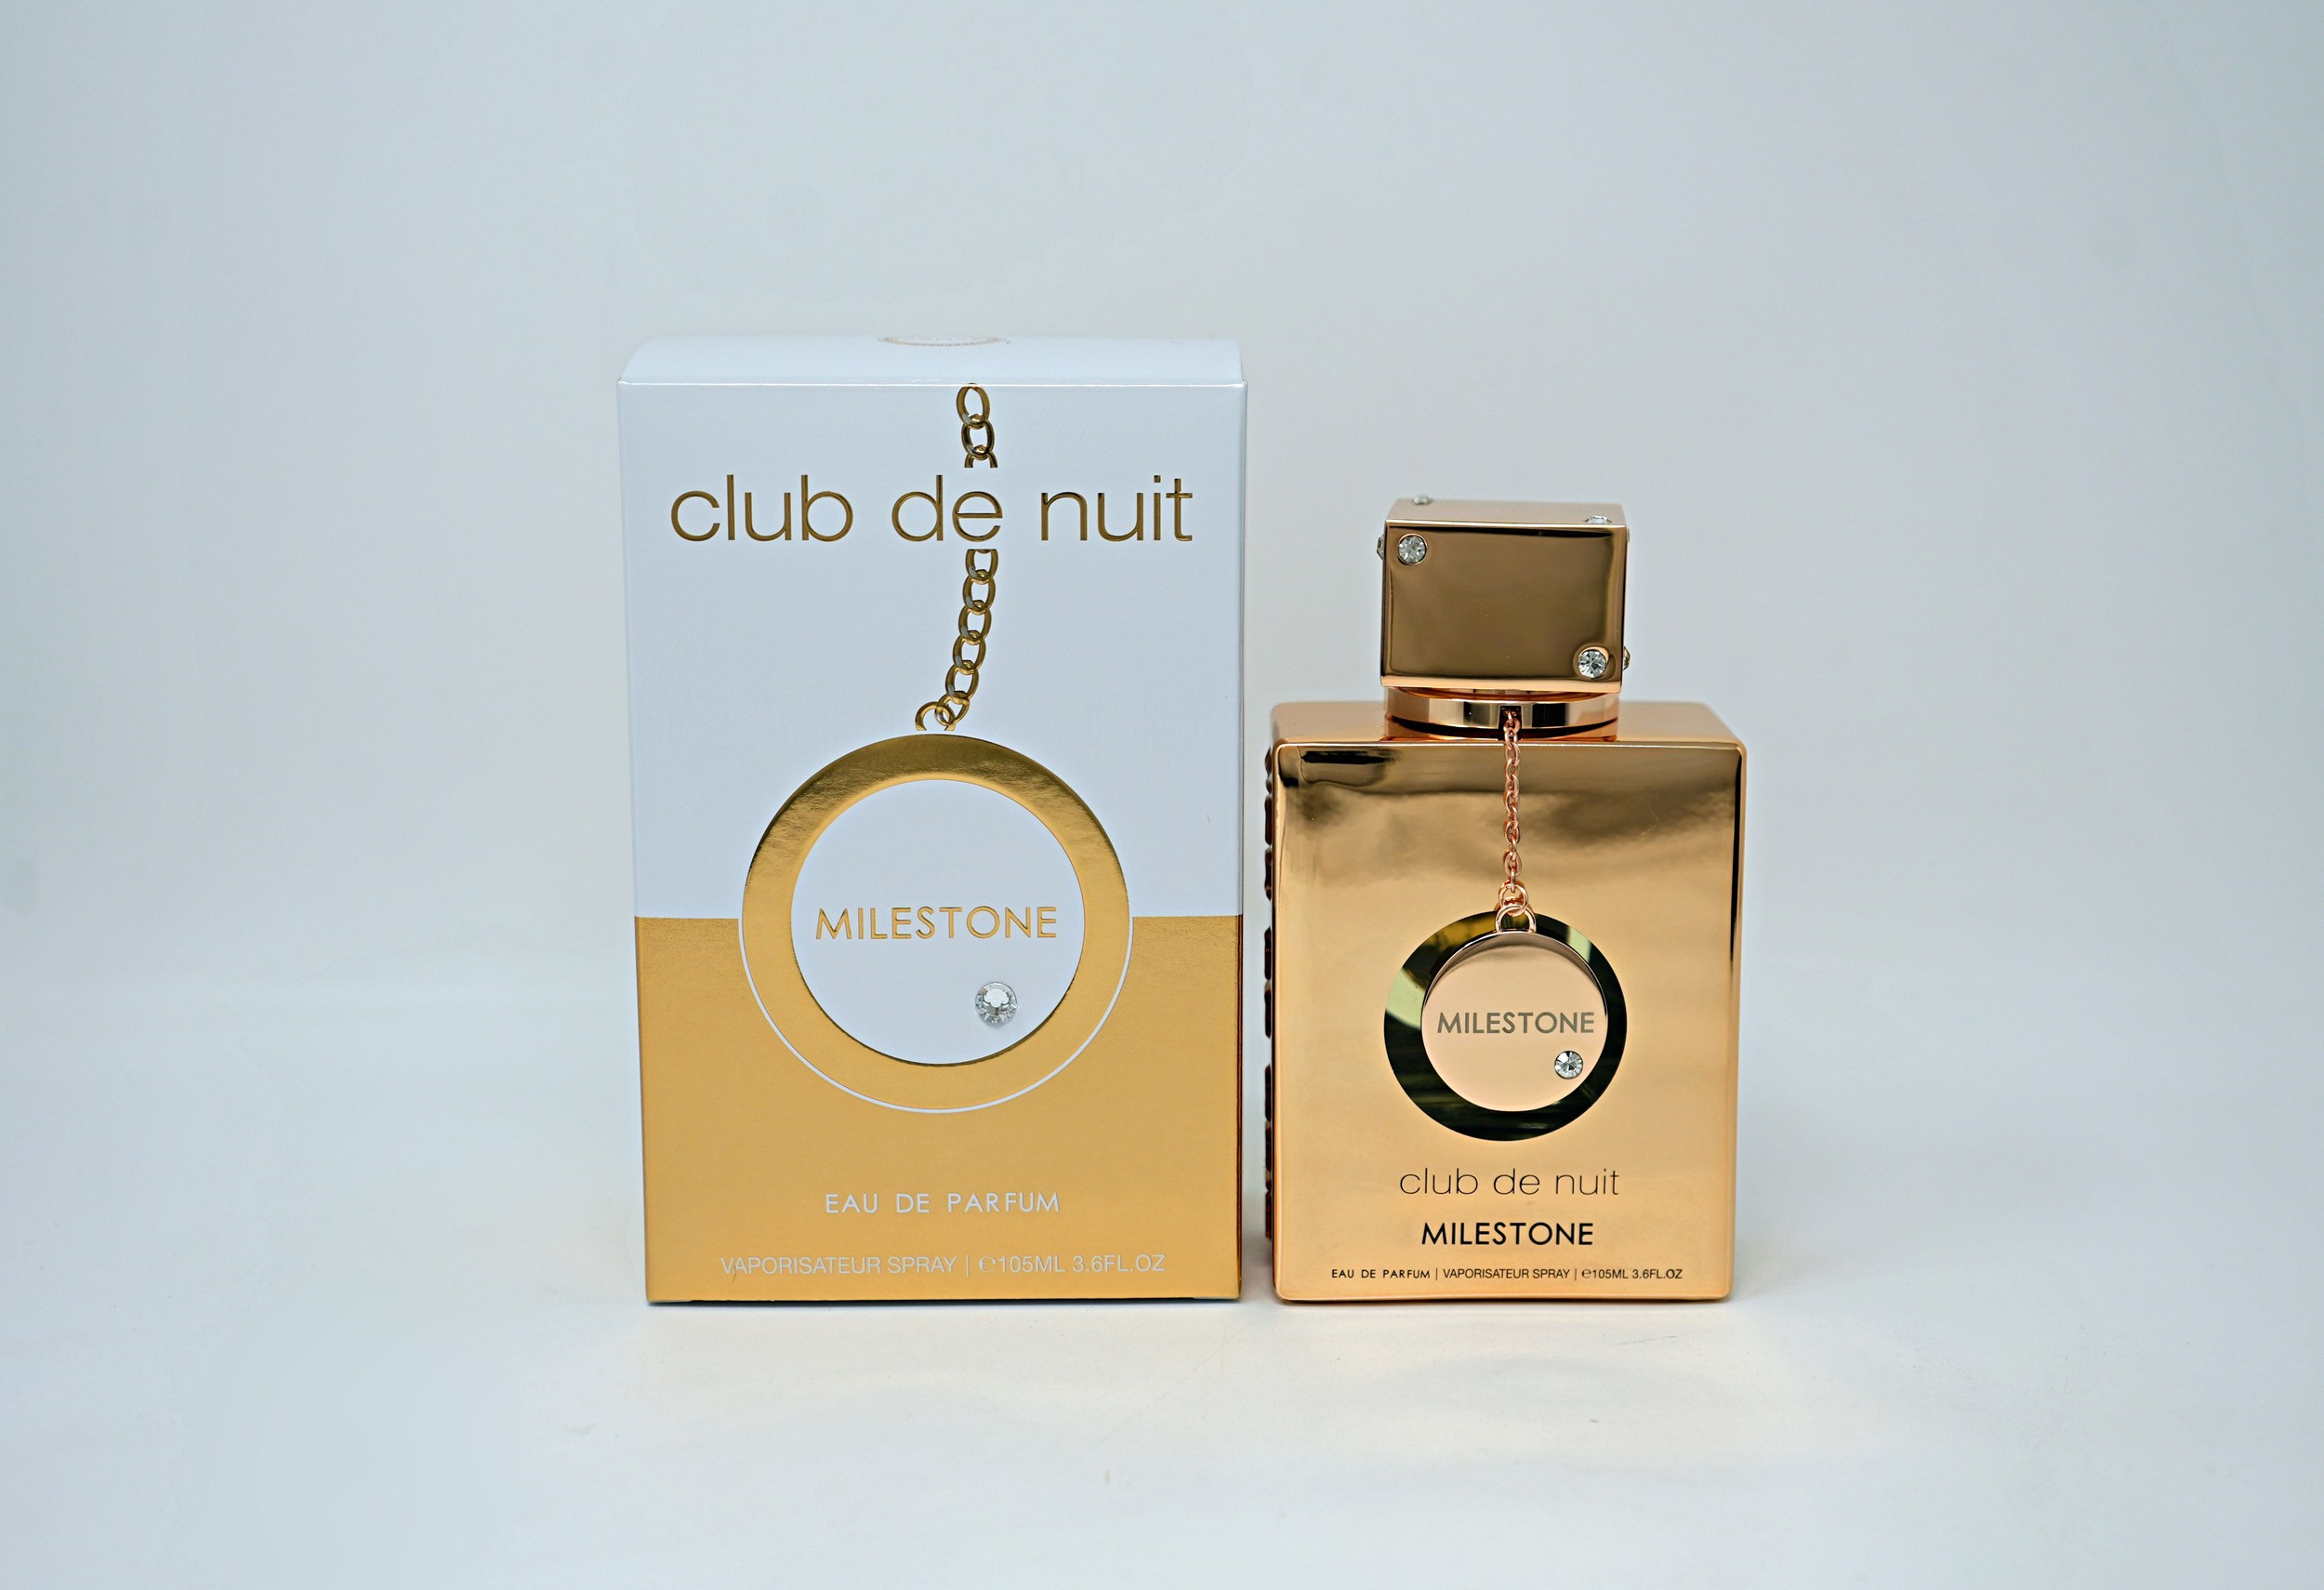 club de nuit
MILESTONE
EAU DE PARFUM
VAPORISATEUR SPRAY | ℮105ML 3.6FL.OZ
MILESTONE
club de nuit
MILESTONE
EAU DE PARFUM | VAPORISATEUR SPRAY | ℮105ML 3.6FL.OZ